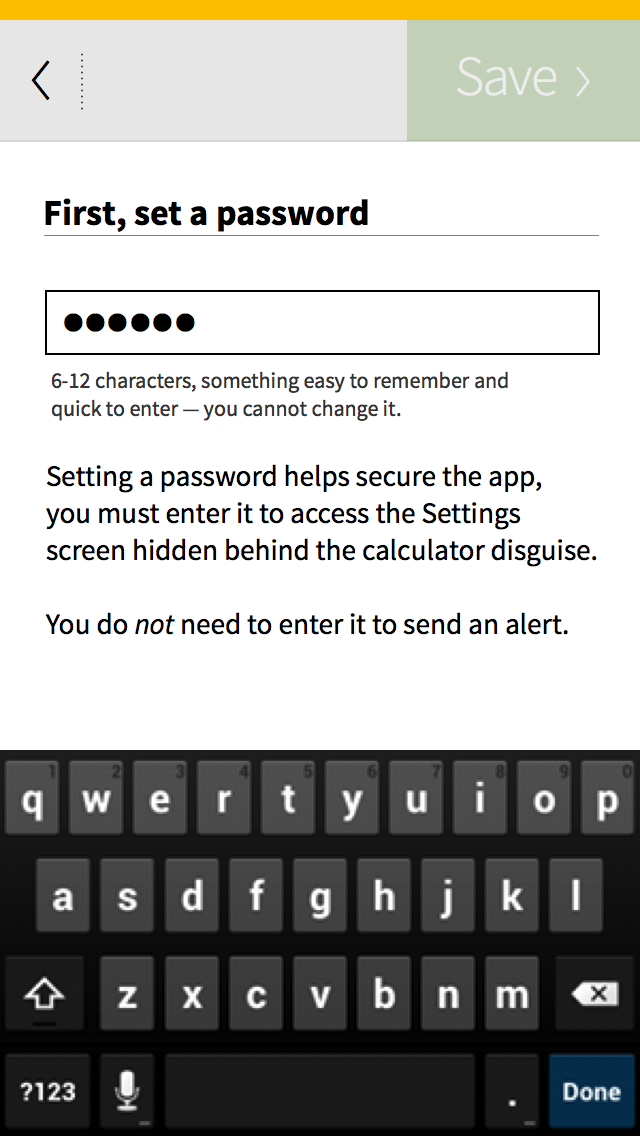 Save
First, set a password
6-12 characters, something easy to remember and
quick to enter — you cannot change it.
Setting a password helps secure the app,
you must enter it to access the Settings
screen hidden behind the calculator disguise.
You do not need to enter it to send an alert.
1 2 3 4 5 6 7 8 9 0
q w e r t y u i o p
a s d f g h j k l
z x c v b n m
?123 . Done